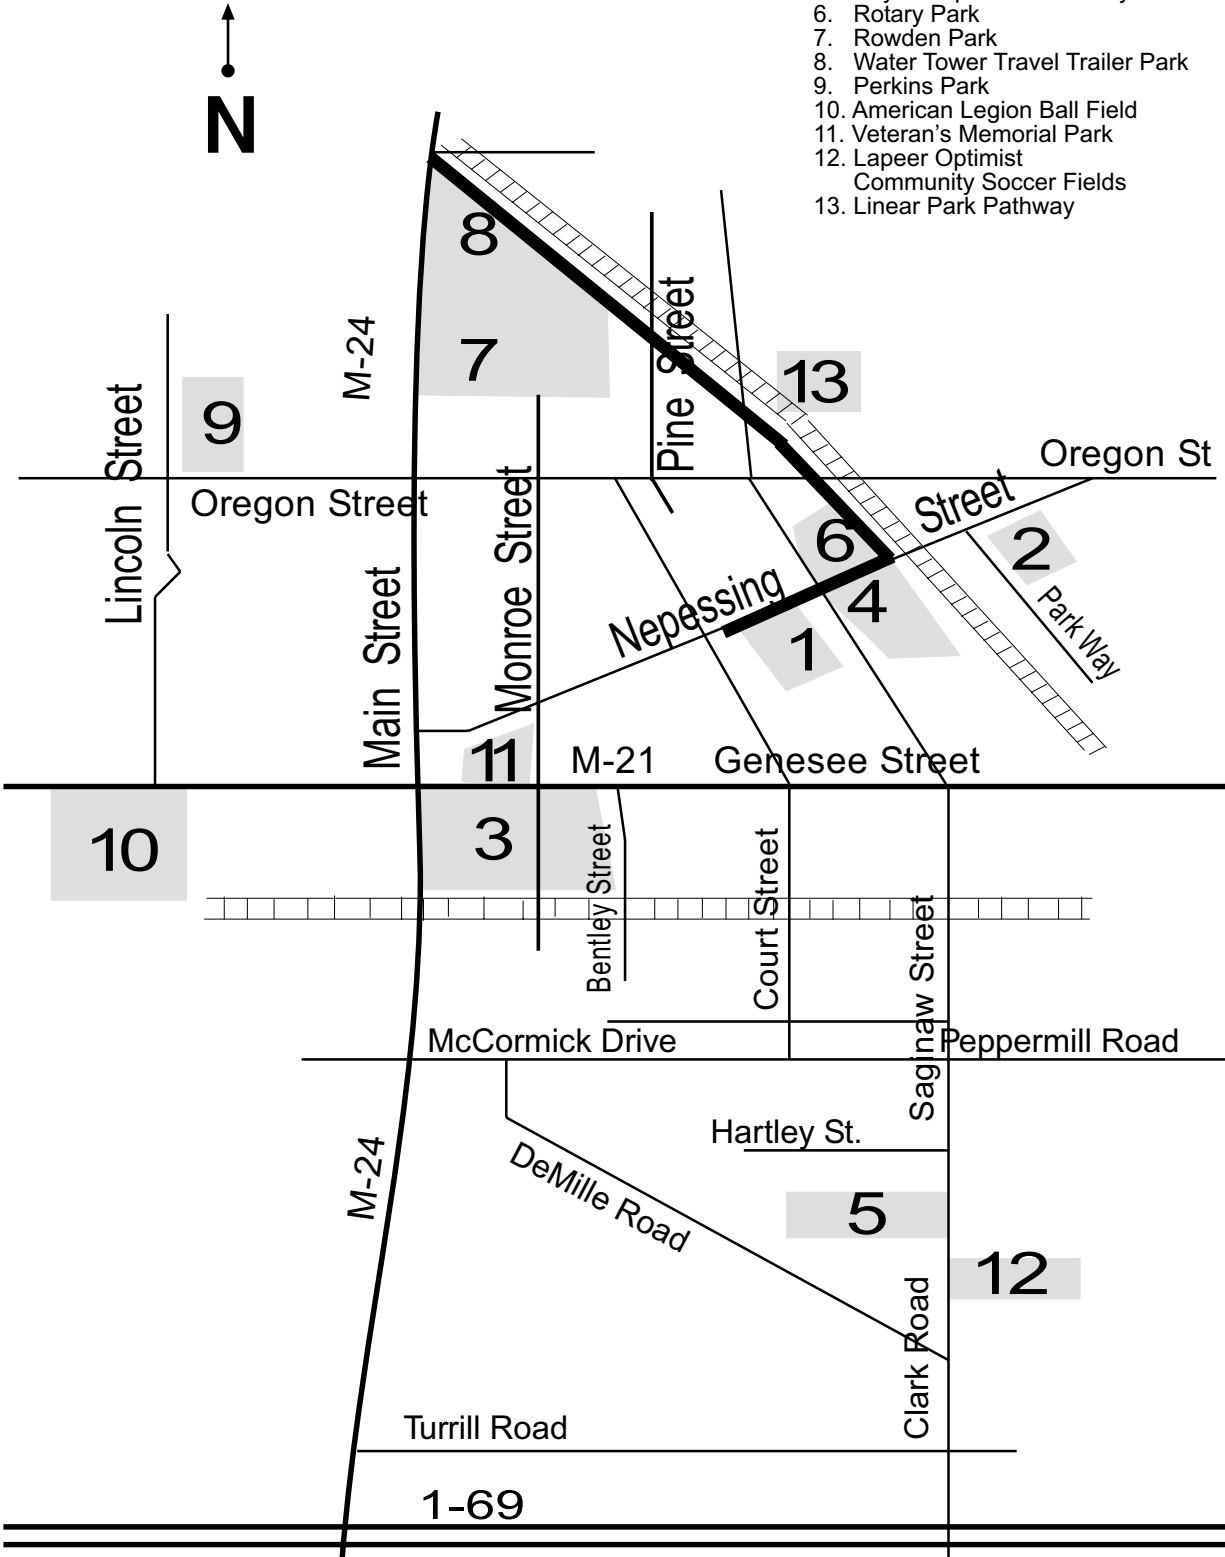 6. Rotary Park
7. Rowden Park
8. Water Tower Travel Trailer Park
9. Perkins Park
10. American Legion Ball Field
11. Veteran's Memorial Park
12. Lapeer Optimist
Community Soccer Fields
13. Linear Park Pathway
N
8
M-24
7
Pine Street
13
Lincoln Street
9
Oregon St
Oregon Street
Monroe Street
Street
6
2
Nepessing
4
Park Way
1
Main Street
11
M-21
Genesee Street
10
3
Bentley Street
Court Street
Saginaw Street
McCormick Drive
Peppermill Road
Hartley St.
M-24
DeMille Road
5
12
Clark Road
Turrill Road
1-69